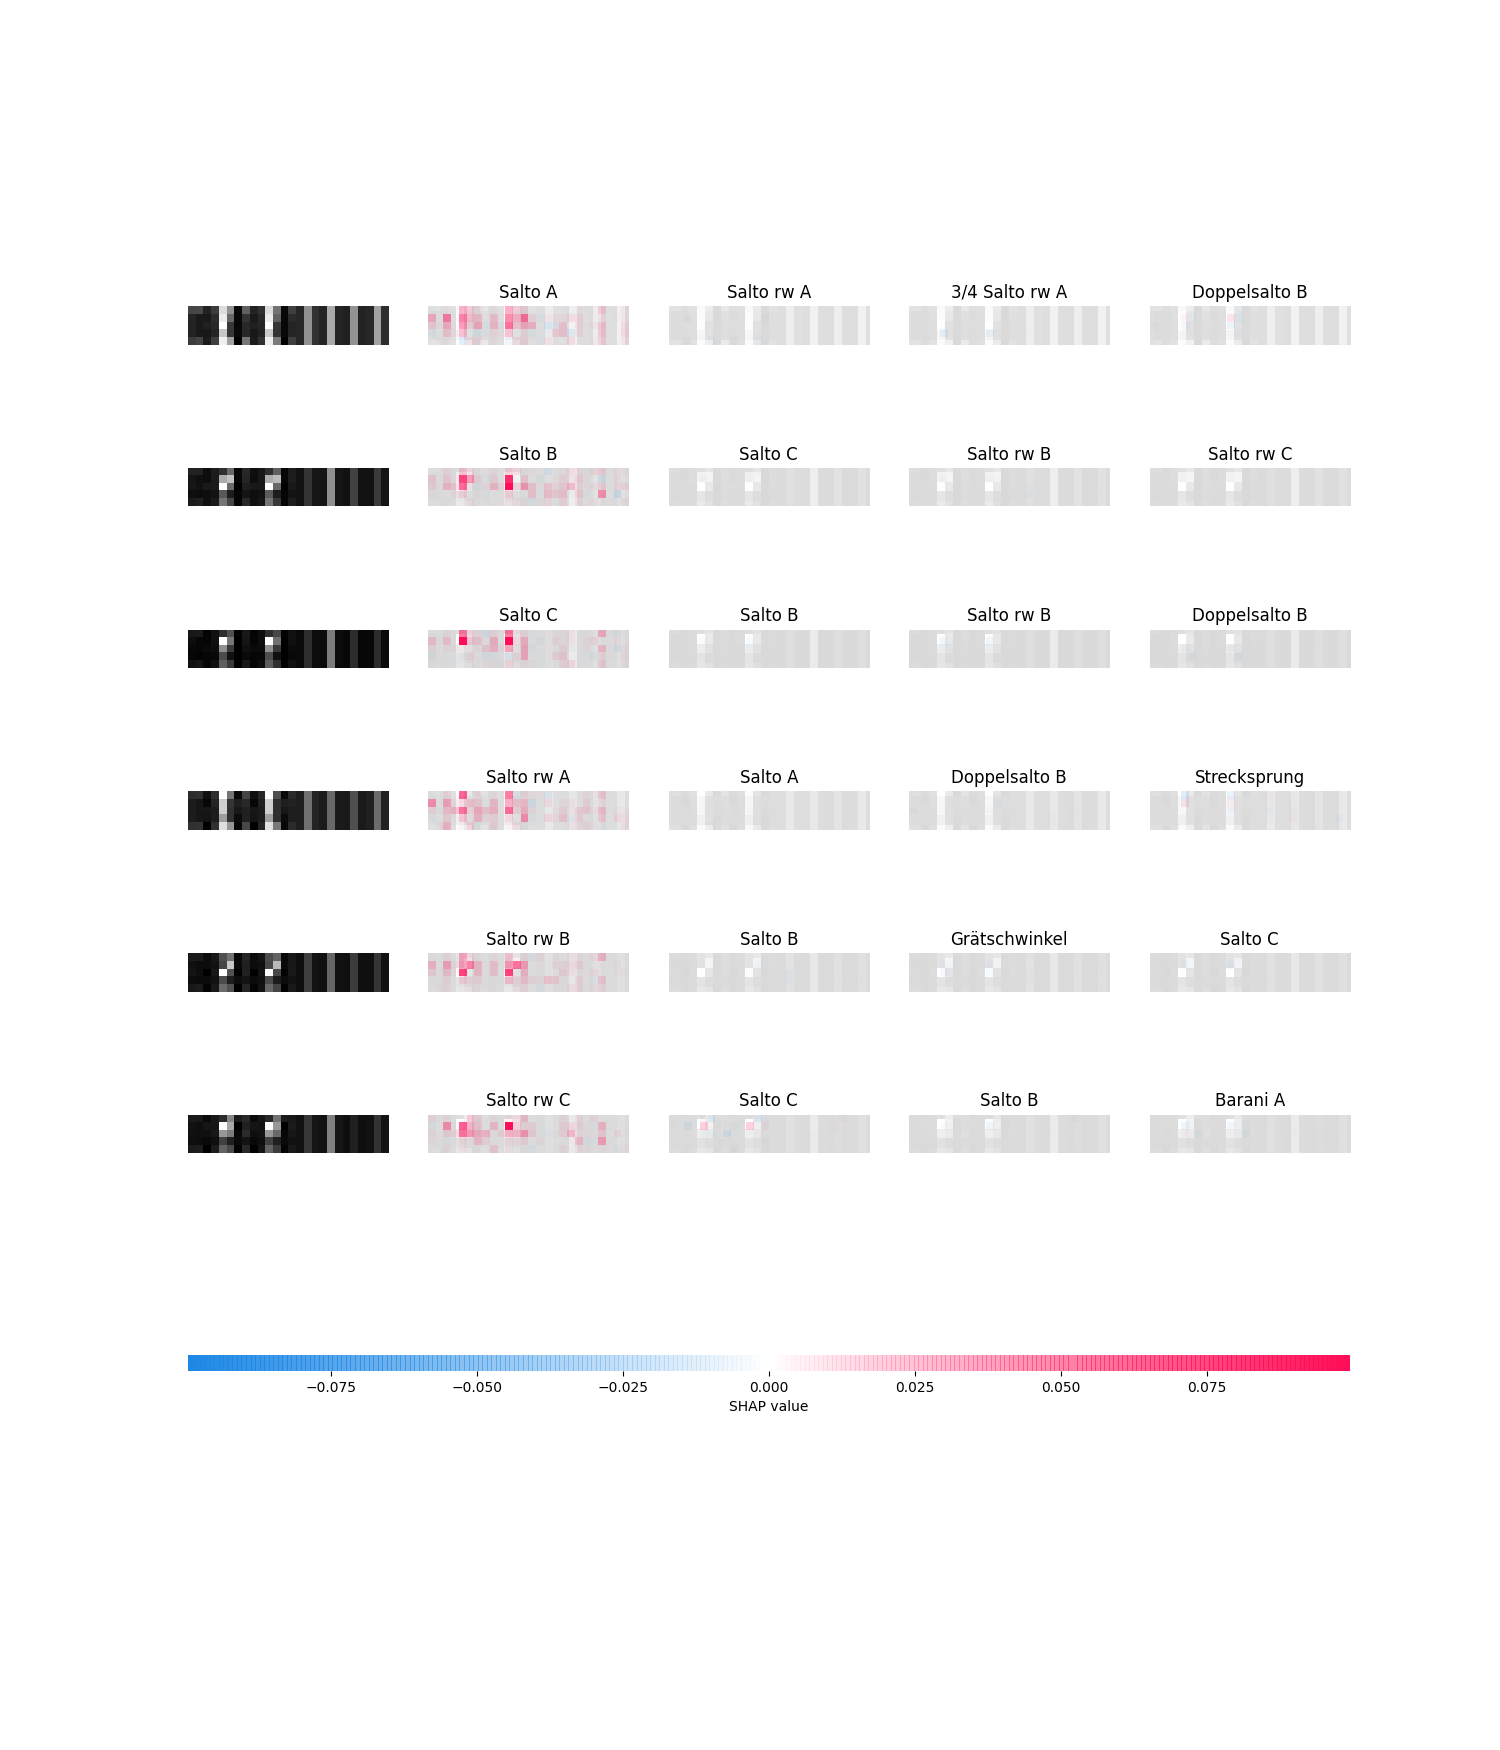 Salto A Salto rw A 3/4 Salto rw A Doppelsalto B
Salto B Salto C Salto rw B Salto rw C
Salto C Salto B Salto rw B Doppelsalto B
Salto rw A Salto A Doppelsalto B Strecksprung
Salto rw B Salto B Grätschwinkel Salto C
Salto rw C Salto C Salto B Barani A
−0.075 −0.050 −0.025 0.000 0.025 0.050 0.075
SHAP value